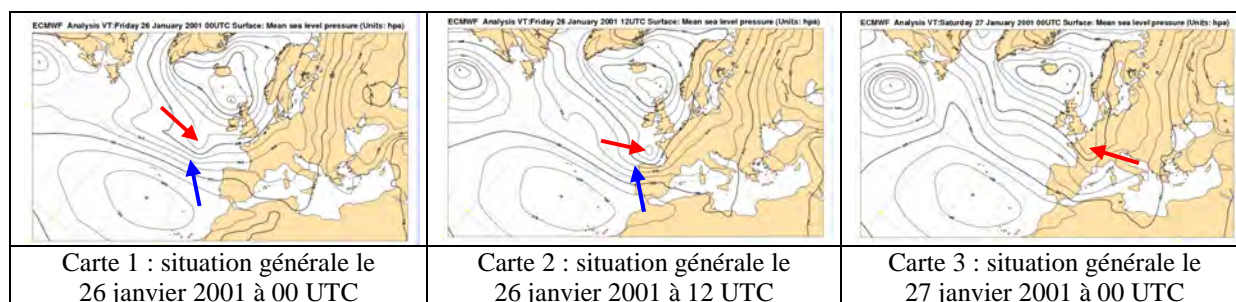 ECMWF Analysis VT:Friday 26 January 2001 00UTC Surface: Mean sea level pressure (Units: hpa)
ECMWF Analysis VT:Friday 26 January 2001 12UTC Surface: Mean sea level pressure (Units: hpa)
ECMWF Analysis VT:Saturday 27 January 2001 00UTC Surface: Mean sea level pressure (Units: hpa)
Carte 1 : situation générale le
26 janvier 2001 à 00 UTC
Carte 2 : situation générale le
26 janvier 2001 à 12 UTC
Carte 3 : situation générale le
27 janvier 2001 à 00 UTC